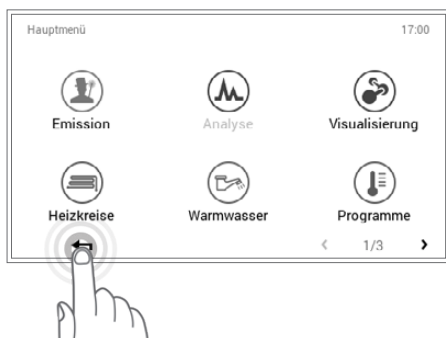 Hauptmenü 17:00
Emission Analyse Visualisierung
Heizkreise Warmwasser Programme
1/3